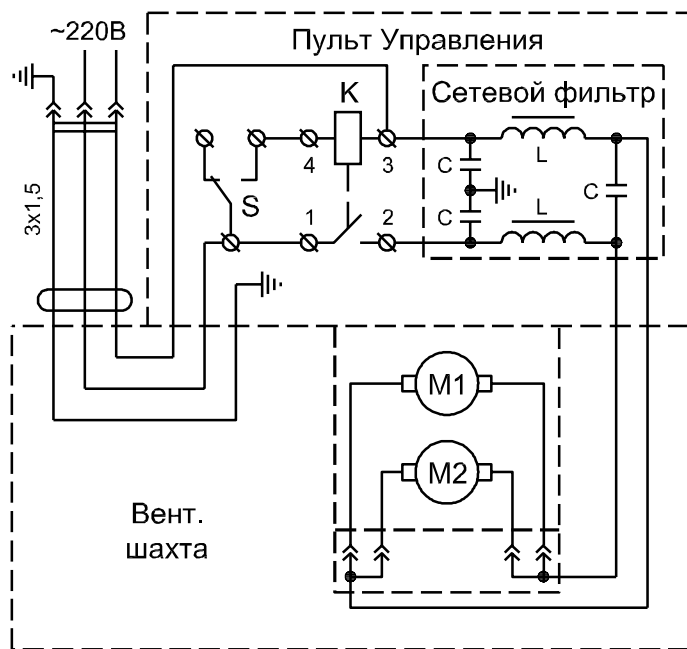 ~220В
Пульт Управления
Сетевой фильтр
K
4
3
C
L
S
3x1,5
1
2
C
L
C
M1
M2
Вент.
шахта